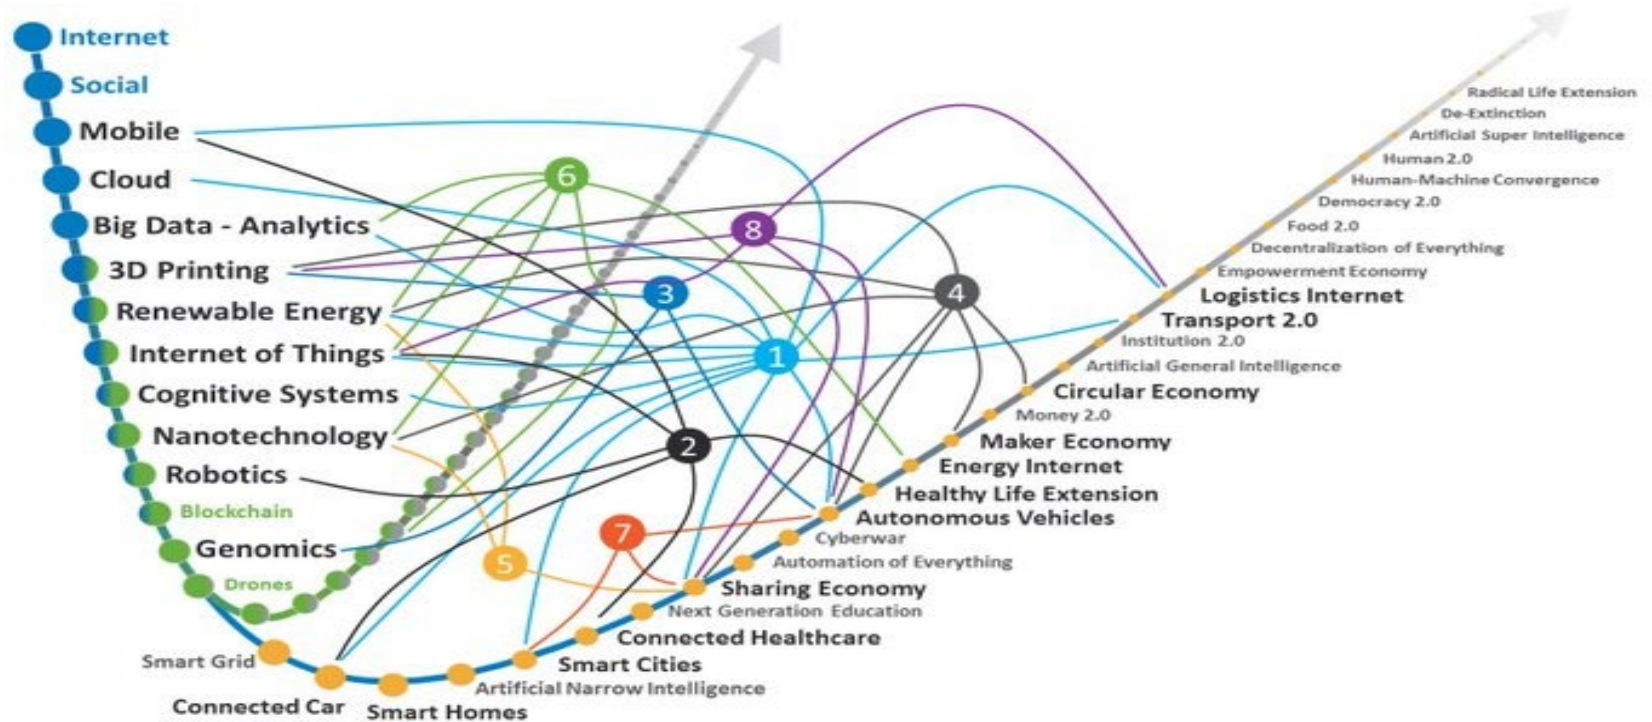 Internet
Social
Mobile
Cloud
Big Data - Analytics
3D Printing
Renewable Energy
Internet of Things
Cognitive Systems
Nanotechnology
Robotics
Blockchain
Genomics
Drones
Smart Grid
Connected Car
Smart Homes
Artificial Narrow Intelligence
Smart Cities
Connected Healthcare
Next Generation Education
Sharing Economy
Automation of Everything
Cyberwar
Autonomous Vehicles
Healthy Life Extension
Energy Internet
Maker Economy
Money 2.0
Circular Economy
Artificial General Intelligence
Institution 2.0
Transport 2.0
Logistics Internet
Empowerment Economy
Decentralization of Everything
Food 2.0
Democracy 2.0
Human-Machine Convergence
Human 2.0
Artificial Super Intelligence
De-Extinction
Radical Life Extension
6
8
3
4
1
2
7
5